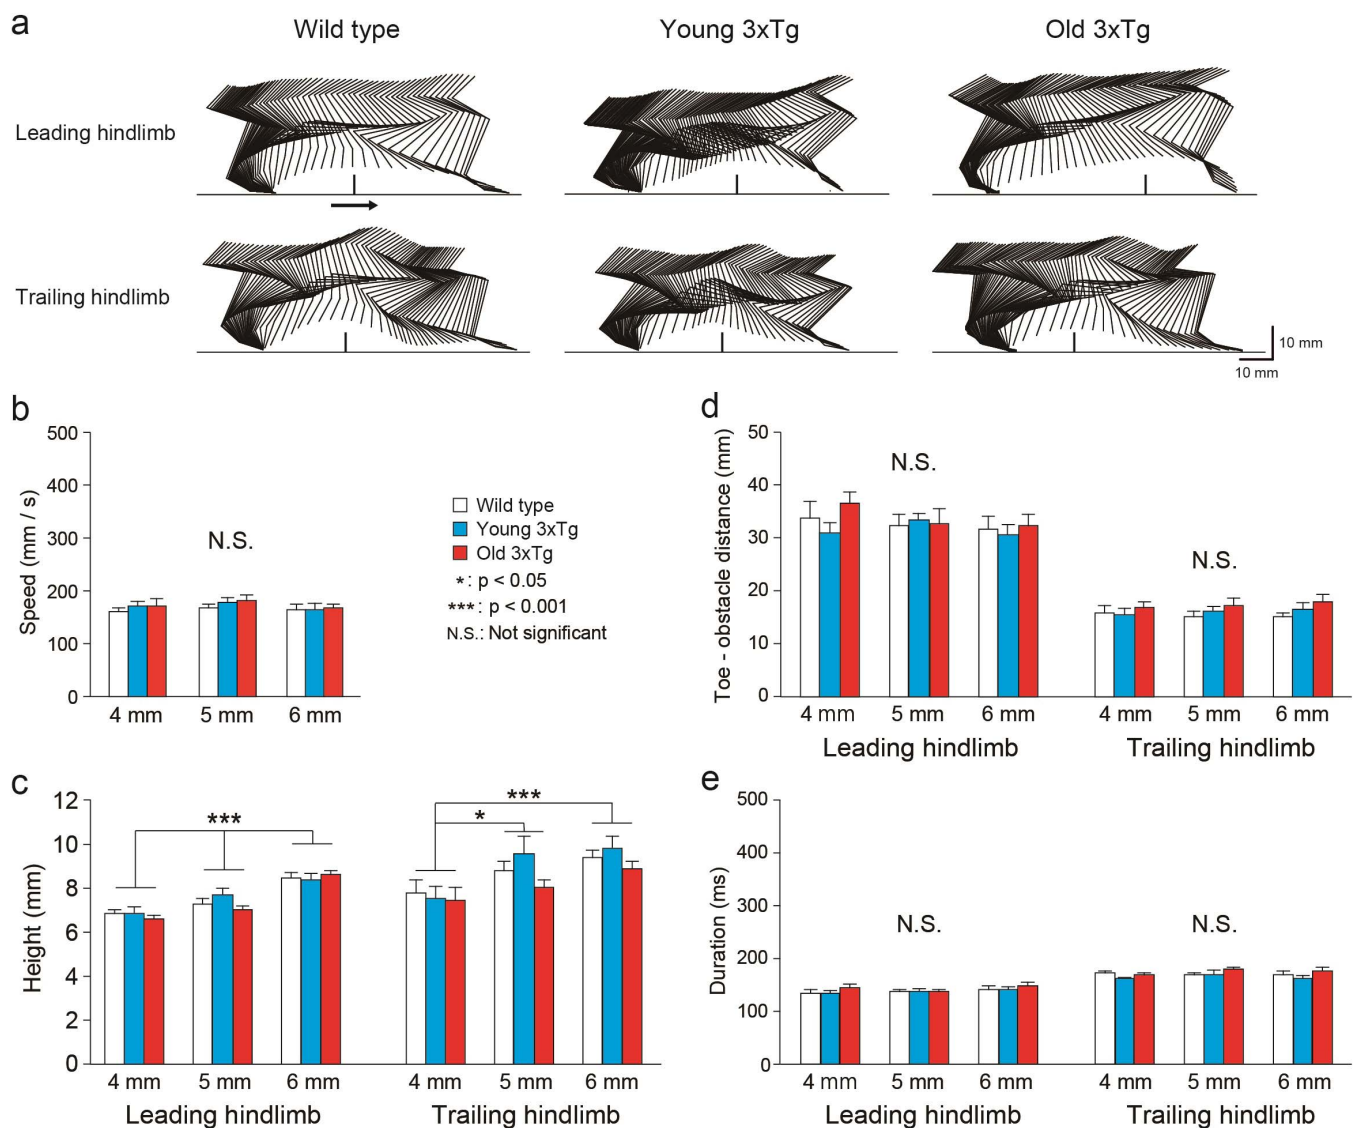 a
Wild type
Young 3xTg
Old 3xTg
Leading hindlimb
Trailing hindlimb
10 mm
10 mm
b
Speed (mm / s)
500
400
300
200
100
0
N.S.
4 mm
5 mm
6 mm
Wild type
Young 3xTg
Old 3xTg
*: p < 0.05
***: p < 0.001
N.S.: Not significant
d
Toe - obstacle distance (mm)
50
40
30
20
10
0
N.S.
N.S.
4 mm
5 mm
6 mm
4 mm
5 mm
6 mm
Leading hindlimb
Trailing hindlimb
c
Height (mm)
12
10
8
6
4
2
0
***
*
***
4 mm
5 mm
6 mm
4 mm
5 mm
6 mm
Leading hindlimb
Trailing hindlimb
e
Duration (ms)
500
400
300
200
100
0
N.S.
N.S.
4 mm
5 mm
6 mm
4 mm
5 mm
6 mm
Leading hindlimb
Trailing hindlimb